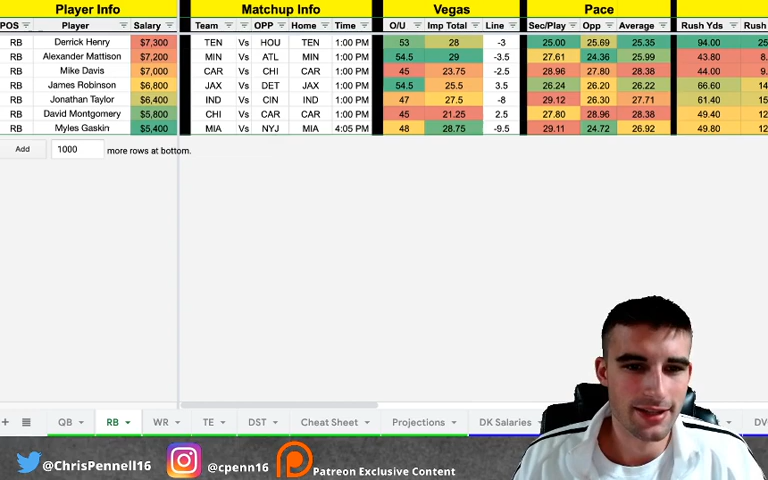 Player Info Matchup Info Vegas Pace
POS Player Salary Team Vs OPP Home Time O/U Imp Total Line Sec/Play Opp Average Rush Yds Rush
RB Derrick Henry $7,300 TEN Vs HOU TEN 1:00 PM 53 28 -3 25.00 25.69 25.35 94.00 25
RB Alexander Mattison $7,200 MIN Vs ATL MIN 1:00 PM 54.5 29 -3.5 27.61 24.36 25.99 43.80 8.
RB Mike Davis $7,000 CAR Vs CHI CAR 1:00 PM 45 23.75 -2.5 28.96 27.80 28.38 44.00 9.
RB James Robinson $6,800 JAX Vs DET JAX 1:00 PM 54.5 25.5 3.5 26.24 26.20 26.22 66.60 14
RB Jonathan Taylor $6,400 IND Vs CIN IND 1:00 PM 47 27.5 -8 29.12 26.30 27.71 61.40 15
RB David Montgomery $5,800 CHI Vs CAR CAR 1:00 PM 45 21.25 2.5 27.80 28.96 28.38 49.40 12
RB Myles Gaskin $5,400 MIA Vs NYJ MIA 4:05 PM 48 28.75 -9.5 29.11 24.72 26.92 49.80 12
Add 1000 more rows at bottom.
+ QB RB WR TE DST Cheat Sheet Projections DK Salaries DV
@ChrisPennell16 @cpenn16 Patreon Exclusive Content